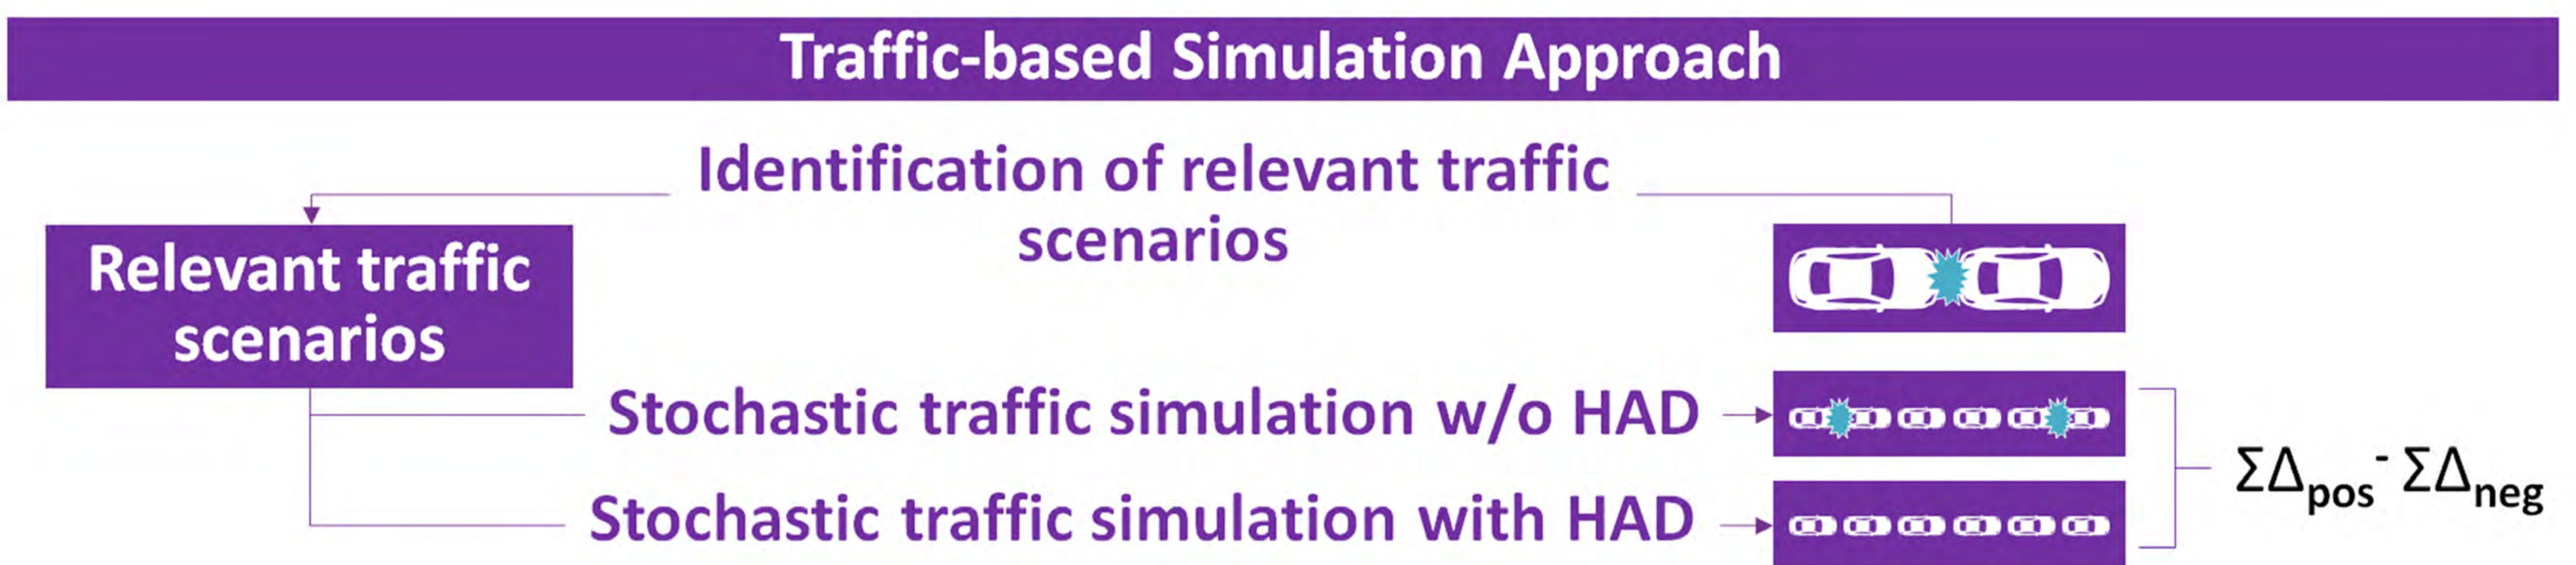 Traffic-based Simulation Approach
Identification of relevant traffic
scenarios
Relevant traffic
scenarios
Stochastic traffic simulation w/o HAD
Stochastic traffic simulation with HAD
ΣΔpos - ΣΔneg